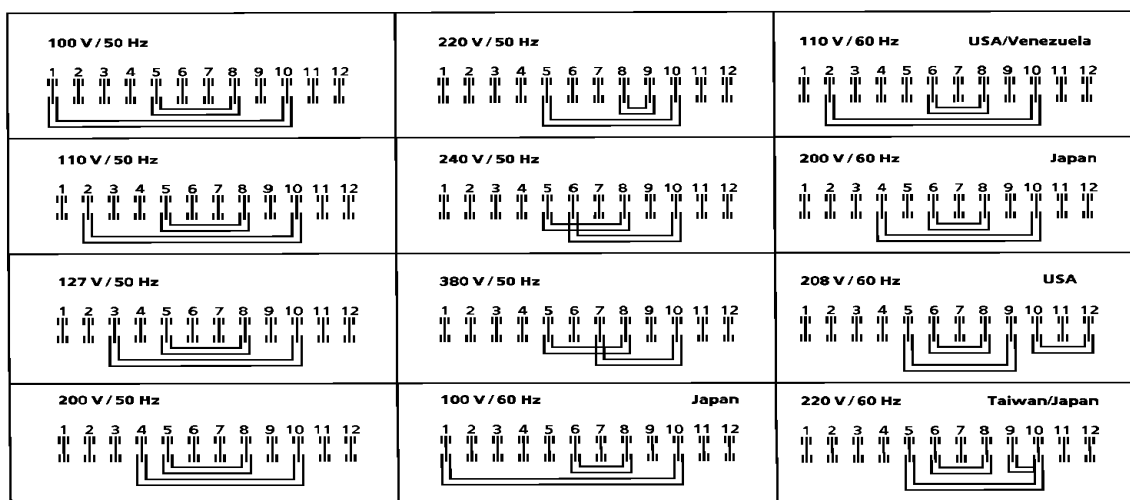 100 V / 50 Hz
1 2 3 4 5 6 7 8 9 10 11 12
220 V / 50 Hz
1 2 3 4 5 6 7 8 9 10 11 12
110 V / 60 Hz USA/Venezuela
1 2 3 4 5 6 7 8 9 10 11 12
110 V / 50 Hz
1 2 3 4 5 6 7 8 9 10 11 12
240 V / 50 Hz
1 2 3 4 5 6 7 8 9 10 11 12
200 V / 60 Hz Japan
1 2 3 4 5 6 7 8 9 10 11 12
127 V / 50 Hz
1 2 3 4 5 6 7 8 9 10 11 12
380 V / 50 Hz
1 2 3 4 5 6 7 8 9 10 11 12
208 V / 60 Hz USA
1 2 3 4 5 6 7 8 9 10 11 12
200 V / 50 Hz
1 2 3 4 5 6 7 8 9 10 11 12
100 V / 60 Hz Japan
1 2 3 4 5 6 7 8 9 10 11 12
220 V / 60 Hz Taiwan/Japan
1 2 3 4 5 6 7 8 9 10 11 12